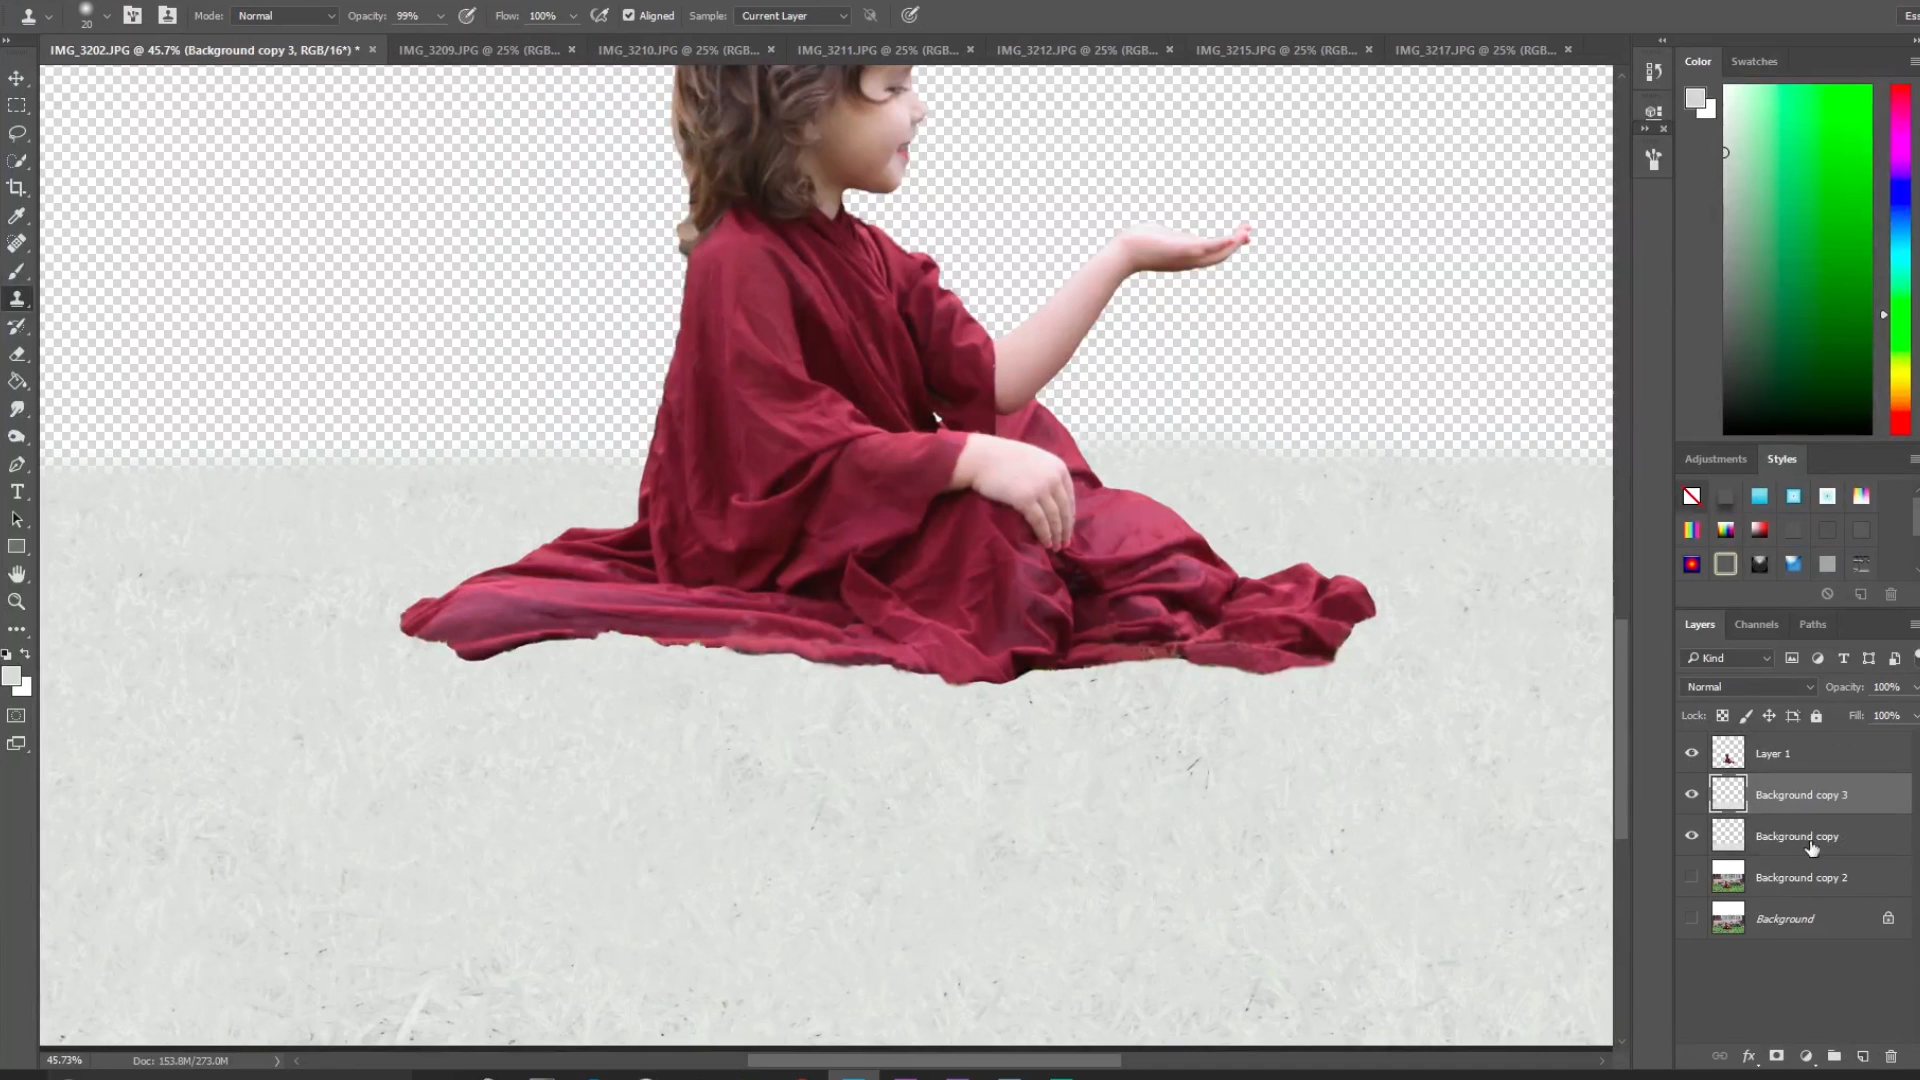 20
Mode: Normal
Opacity: 99%
Flow: 100%
Aligned
Sample: Current Layer
Ess
IMG_3202.JPG @ 45.7% (Background copy 3, RGB/16*) *
IMG_3209.JPG @ 25% (RGB...
IMG_3210.JPG @ 25% (RGB...
IMG_3211.JPG @ 25% (RGB...
IMG_3212.JPG @ 25% (RGB...
IMG_3215.JPG @ 25% (RGB...
IMG_3217.JPG @ 25% (RGB...
Color
Swatches
Adjustments
Styles
Layers
Channels
Paths
Kind
Normal
Opacity: 100%
Lock:
Fill: 100%
Layer 1
Background copy 3
Background copy
Background copy 2
Background
fx
45.73%
Doc: 153.8M/273.0M